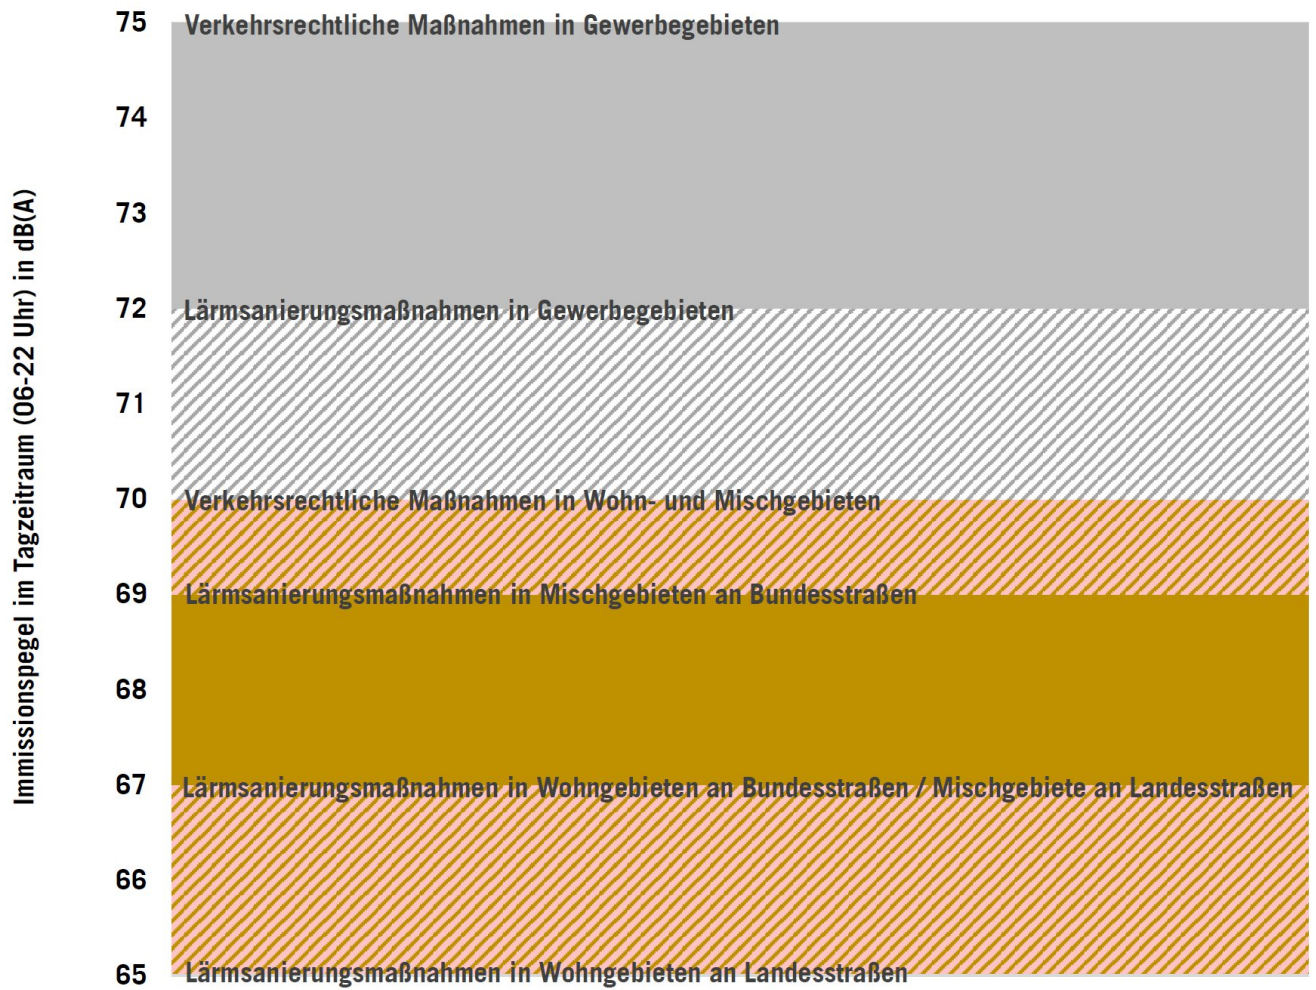 Immissionspegel im Tagzeitraum (06-22 Uhr) in dB(A)
75 Verkehrsrechtliche Maßnahmen in Gewerbegebieten
74
73
72 Lärmsanierungsmaßnahmen in Gewerbegebieten
71
70 Verkehrsrechtliche Maßnahmen in Wohn- und Mischgebieten
69 Lärmsanierungsmaßnahmen in Mischgebieten an Bundesstraßen
68
67 Lärmsanierungsmaßnahmen in Wohngebieten an Bundesstraßen / Mischgebiete an Landesstraßen
66
65 Lärmsanierungsmaßnahmen in Wohngebieten an Landesstraßen